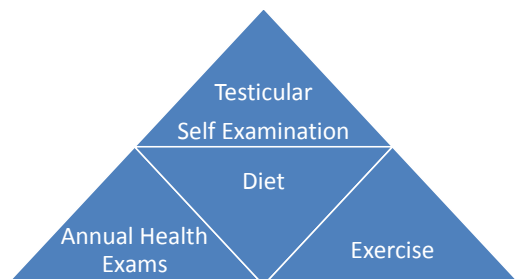 Testicular
Self Examination
Diet
Annual Health
Exams
Exercise